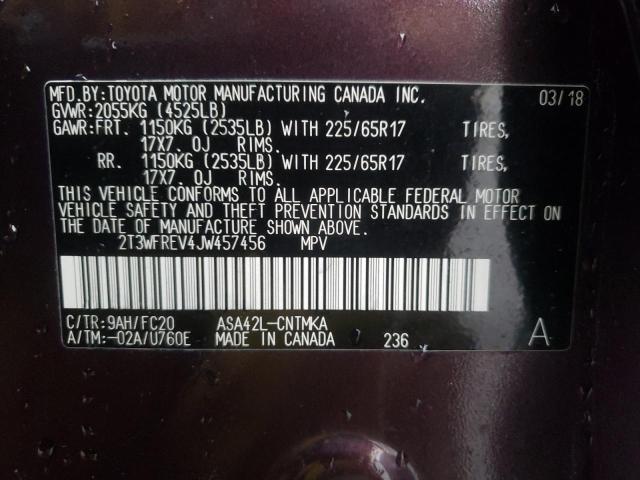 MFD.BY:TOYOTA MOTOR MANUFACTURING CANADA INC. 03/18
GVWR:2055KG (4525LB)
GAWR:FRT. 1150KG (2535LB) WITH 225/65R17 TIRES,
17X7. 0J RIMS.
RR. 1150KG (2535LB) WITH 225/65R17 TIRES,
17X7. 0J RIMS.
THIS VEHICLE CONFORMS TO ALL APPLICABLE FEDERAL MOTOR
VEHICLE SAFETY AND THEFT PREVENTION STANDARDS IN EFFECT ON
THE DATE OF MANUFACTURE SHOWN ABOVE.
2T3WFREV4JW457456 MPV
C/TR:9AH/FC20 ASA42L-CNTMKA
A/TM:-02A/U760E MADE IN CANADA 236 A